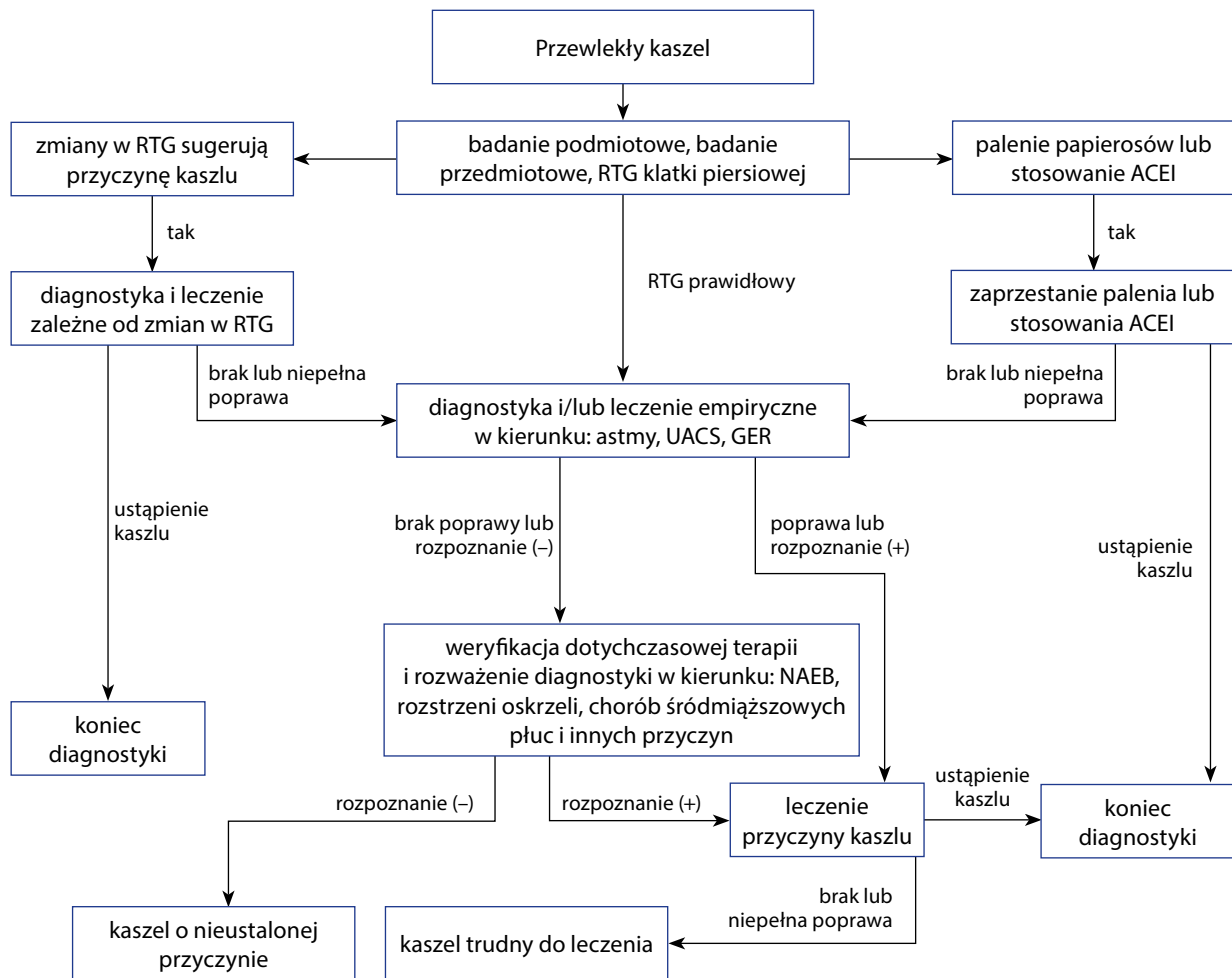 Przewlekły kaszel
zmiany w RTG sugerują
przyczynę kaszlu
badanie podmiotowe, badanie
przedmiotowe, RTG klatki piersiowej
palenie papierosów lub
stosowanie ACEI
tak
tak
RTG prawidłowy
diagnostyka i leczenie
zależne od zmian w RTG
zaprzestanie palenia lub
stosowania ACEI
brak lub niepełna
poprawa
brak lub niepełna
poprawa
diagnostyka i/lub leczenie empiryczne
w kierunku: astmy, UACS, GER
ustąpienie
kaszlu
brak poprawy lub
rozpoznanie (–)
poprawa lub
rozpoznanie (+)
ustąpienie
kaszlu
weryfikacja dotychczasowej terapii
i rozważenie diagnostyki w kierunku: NAEB,
rozstrzeni oskrzeli, chorób śródmiąższowych
płuc i innych przyczyn
koniec
diagnostyki
rozpoznanie (–)
rozpoznanie (+)
leczenie
przyczyny kaszlu
ustąpienie
kaszlu
koniec
diagnostyki
brak lub
niepełna poprawa
kaszel o nieustalonej
przyczynie
kaszel trudny do leczenia